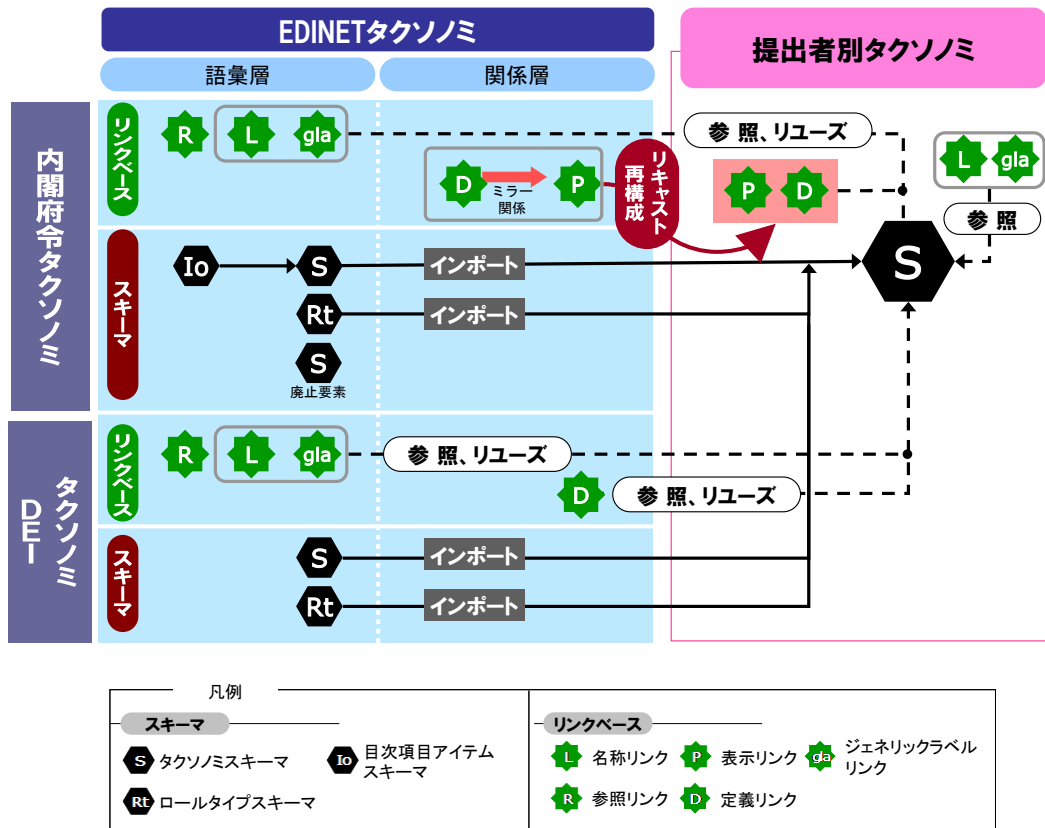 EDINETタクソノミ
提出者別タクソノミ
語彙層
関係層
内閣府令タクソノミ
リンクベース
R
L
gla
参照、リユーズ
L
gla
D
ミラー
関係
P
リキャスト
再構成
P
D
参照
スキーマ
Io
S
インポート
S
Rt
インポート
S
廃止要素
DEI
タクソノミ
リンクベース
R
L
gla
参照、リユーズ
D
参照、リユーズ
スキーマ
S
インポート
Rt
インポート
凡例
スキーマ
S タクソノミスキーマ
Io 目次項目アイテム
スキーマ
Rt ロールタイプスキーマ
リンクベース
L 名称リンク
P 表示リンク
gla ジェネリックラベル
リンク
R 参照リンク
D 定義リンク